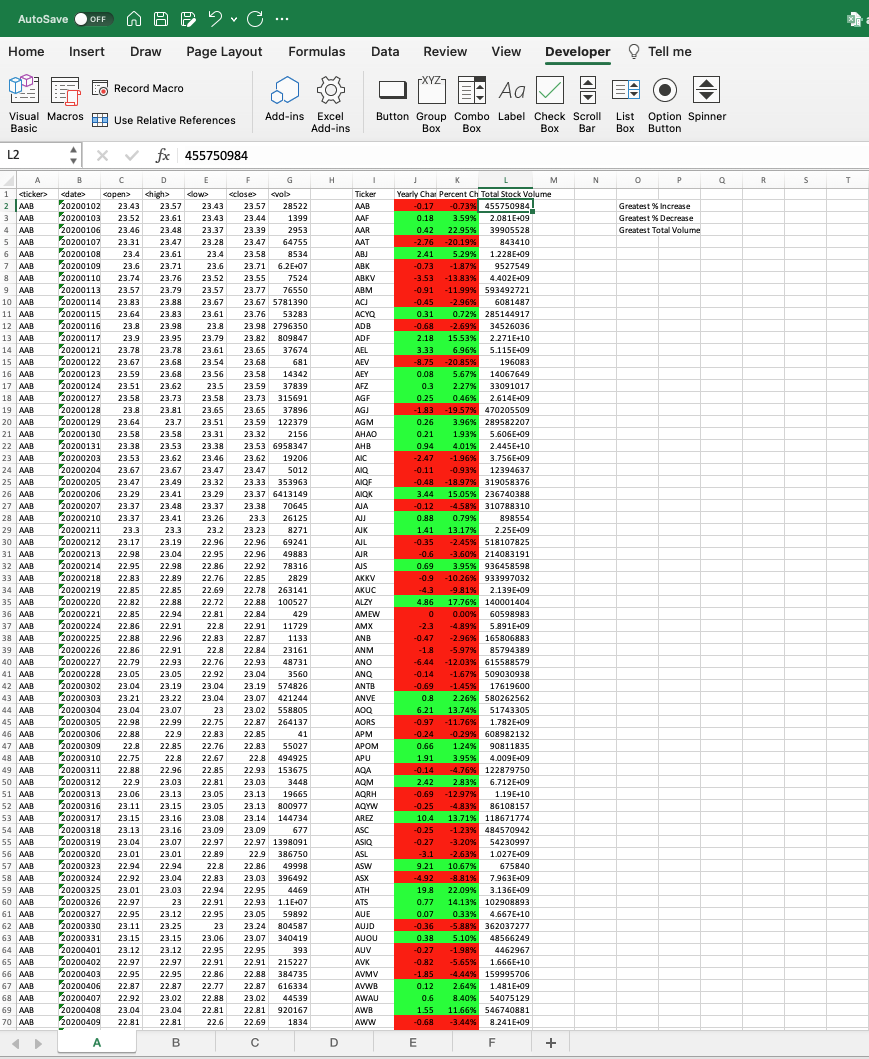 AutoSave OFF
Home Insert Draw Page Layout Formulas Data Review View Developer Tell me
Visual Basic Macros Record Macro Use Relative References Add-ins Excel Add-ins Button Group Box Combo Box Label Check Box Scroll Bar List Box Option Button Spinner
L2 fx 455750984
A B C D E F G H I J K L M N O P Q R S T
1 <ticker> <date> <open> <high> <low> <close> <vol> Ticker Yearly Char Percent Ch Total Stock Volume
2 AAB 20200102 23.43 23.57 23.43 23.57 28522 AAB -0.17 -0.73% 455750984 Greatest % Increase
3 AAB 20200103 23.52 23.61 23.43 23.44 1399 AAF 0.18 3.59% 2.081E+09 Greatest % Decrease
4 AAB 20200106 23.46 23.48 23.37 23.39 2953 AAR 0.42 22.95% 39905528 Greatest Total Volume
5 AAB 20200107 23.31 23.47 23.28 23.47 64755 AAT -2.76 -20.19% 843410
6 AAB 20200108 23.4 23.61 23.4 23.58 8534 ABJ 2.41 5.29% 1.228E+09
7 AAB 20200109 23.6 23.71 23.6 23.71 6.2E+07 ABK -0.73 -1.87% 9527549
8 AAB 20200110 23.74 23.76 23.52 23.55 7524 ABKV -3.53 -13.83% 4.402E+09
9 AAB 20200113 23.57 23.79 23.57 23.77 76550 ABM -0.91 -11.99% 593492721
10 AAB 20200114 23.83 23.88 23.67 23.67 5781390 ACJ -0.45 -2.96% 6081487
11 AAB 20200115 23.64 23.83 23.61 23.76 53283 ACYQ 0.31 0.72% 285144917
12 AAB 20200116 23.8 23.98 23.8 23.98 2796350 ADB -0.68 -2.69% 34526036
13 AAB 20200117 23.9 23.95 23.79 23.82 809847 ADF 2.18 15.53% 2.271E+10
14 AAB 20200121 23.78 23.78 23.61 23.65 37674 AEL 3.33 6.96% 5.115E+09
15 AAB 20200122 23.67 23.68 23.54 23.68 681 AEV -8.75 -20.85% 196083
16 AAB 20200123 23.59 23.68 23.56 23.58 14342 AEY 0.08 5.67% 14067649
17 AAB 20200124 23.51 23.62 23.5 23.59 37839 AFZ 0.3 2.27% 33091017
18 AAB 20200127 23.58 23.73 23.58 23.73 315691 AGF 0.25 0.46% 2.614E+09
19 AAB 20200128 23.8 23.81 23.65 23.65 37896 AGJ -1.83 -19.57% 470205509
20 AAB 20200129 23.64 23.7 23.51 23.59 122379 AGM 0.26 3.96% 289582207
21 AAB 20200130 23.58 23.58 23.31 23.32 2156 AHAO 0.21 1.93% 5.606E+09
22 AAB 20200131 23.38 23.53 23.38 23.53 6958347 AHB 0.94 4.01% 2.445E+10
23 AAB 20200203 23.53 23.62 23.46 23.62 19206 AIC -2.47 -1.96% 3.756E+09
24 AAB 20200204 23.67 23.67 23.47 23.47 5012 AIQ -0.11 -0.93% 12394637
25 AAB 20200205 23.47 23.49 23.32 23.33 353963 AIQF -0.48 -18.97% 319058376
26 AAB 20200206 23.29 23.41 23.29 23.37 6413149 AIQK 3.44 15.05% 236740388
27 AAB 20200207 23.37 23.48 23.37 23.38 70645 AJA -0.12 -4.58% 310788310
28 AAB 20200210 23.37 23.41 23.26 23.3 26125 AJJ 0.88 0.79% 898554
29 AAB 20200211 23.3 23.3 23.2 23.23 8271 AJK 1.41 13.17% 2.25E+09
30 AAB 20200212 23.17 23.19 22.96 22.96 69241 AJL -0.35 -2.45% 518107825
31 AAB 20200213 22.98 23.04 22.95 22.96 49883 AJR -0.6 -3.60% 214083191
32 AAB 20200214 22.95 22.98 22.86 22.92 78316 AJS 0.69 3.95% 936458598
33 AAB 20200218 22.83 22.89 22.76 22.85 2829 AKKV -0.9 -10.26% 933997032
34 AAB 20200219 22.85 22.85 22.69 22.78 263141 AKUC -4.3 -9.81% 2.139E+09
35 AAB 20200220 22.82 22.88 22.72 22.88 100527 ALZY 4.86 17.76% 140001404
36 AAB 20200221 22.85 22.94 22.81 22.84 429 AMEW 0 0.00% 60598983
37 AAB 20200224 22.86 22.91 22.8 22.91 11729 AMX -2.3 -4.89% 5.891E+09
38 AAB 20200225 22.88 22.96 22.83 22.87 1133 ANB -0.47 -2.96% 165806883
39 AAB 20200226 22.86 22.91 22.8 22.84 23161 ANM -1.8 -5.97% 85794389
40 AAB 20200227 22.79 22.93 22.76 22.93 48731 ANO -6.44 -12.03% 615588579
41 AAB 20200228 23.05 23.05 22.92 23.04 3560 ANQ -0.14 -1.67% 509030938
42 AAB 20200302 23.04 23.19 23.04 23.19 574826 ANTB -0.69 -1.45% 17619600
43 AAB 20200303 23.21 23.22 23.04 23.07 421244 ANVE 0.8 2.26% 580262562
44 AAB 20200304 23.04 23.07 23 23.02 558805 AOQ 6.21 13.74% 51743305
45 AAB 20200305 22.98 22.99 22.75 22.87 264137 AORS -0.97 -11.76% 1.782E+09
46 AAB 20200306 22.88 22.9 22.83 22.85 41 APM -0.24 -0.29% 608982132
47 AAB 20200309 22.8 22.85 22.76 22.83 55027 APOM 0.66 1.24% 90811835
48 AAB 20200310 22.75 22.8 22.67 22.8 494925 APU 1.91 3.95% 4.009E+09
49 AAB 20200311 22.88 22.96 22.85 22.93 153675 AQA -0.14 -4.76% 122879750
50 AAB 20200312 22.9 23.03 22.81 23.03 3448 AQM 2.42 2.83% 6.712E+09
51 AAB 20200313 23.06 23.13 23.05 23.13 19665 AQRH -0.69 -12.97% 1.19E+10
52 AAB 20200316 23.11 23.15 23.05 23.13 800977 AQYW -0.25 -4.83% 86108157
53 AAB 20200317 23.15 23.16 23.08 23.14 144734 AREZ 10.4 13.71% 118671774
54 AAB 20200318 23.13 23.16 23.09 23.09 677 ASC -0.25 -1.23% 484570942
55 AAB 20200319 23.04 23.07 22.97 22.97 1398091 ASIQ -0.27 -3.20% 54230997
56 AAB 20200320 23.01 23.01 22.89 22.9 386750 ASL -3.1 -2.63% 1.027E+09
57 AAB 20200323 22.94 22.94 22.8 22.86 49998 ASW 9.21 10.67% 675840
58 AAB 20200324 22.92 23.04 22.83 23.03 396492 ASX -4.92 -8.81% 7.963E+09
59 AAB 20200325 23.01 23.03 22.94 22.95 4469 ATH 19.8 22.09% 3.136E+09
60 AAB 20200326 22.97 23 22.91 22.93 1.1E+07 ATS 0.77 14.13% 102908893
61 AAB 20200327 22.95 23.12 22.95 23.05 59892 AUE 0.07 0.33% 4.667E+10
62 AAB 20200330 23.11 23.25 23 23.24 804587 AUJD -0.36 -5.88% 362037277
63 AAB 20200331 23.15 23.15 23.06 23.07 340419 AUOU 0.38 5.10% 48566249
64 AAB 20200401 23.12 23.12 22.95 22.95 393 AUV -0.27 -1.98% 4462967
65 AAB 20200402 22.97 22.97 22.91 22.91 215227 AVK -0.82 -5.65% 1.666E+10
66 AAB 20200403 22.95 22.95 22.86 22.88 384735 AVMV -1.85 -4.44% 159995706
67 AAB 20200406 22.87 22.87 22.77 22.87 616334 AVWB 0.12 2.64% 1.481E+09
68 AAB 20200407 22.92 23.02 22.88 23.02 44539 AWAU 0.6 8.40% 54075129
69 AAB 20200408 23.04 23.04 22.81 22.81 920167 AWB 1.55 11.66% 546740881
70 AAB 20200409 22.81 22.81 22.6 22.69 1834 AWW -0.68 -3.44% 8.241E+09
A B C D E F +